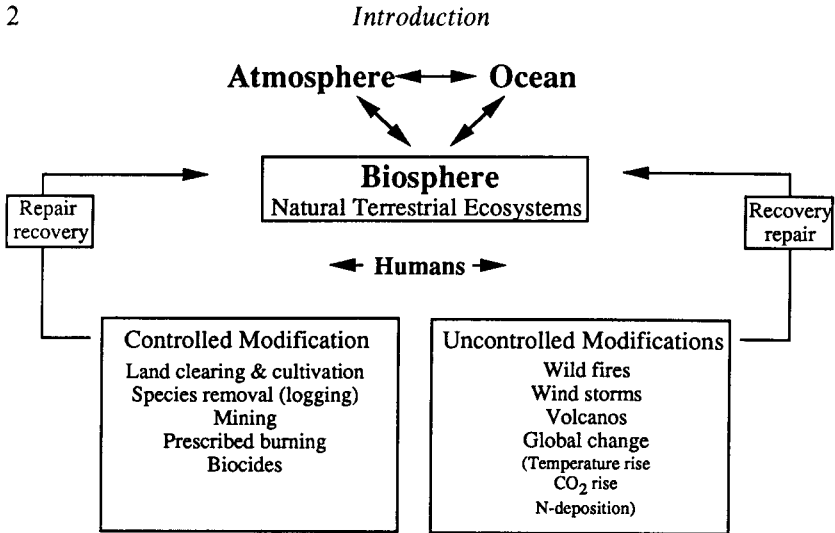 2
Introduction
Atmosphere
Ocean
Biosphere
Natural Terrestrial Ecosystems
Repair
recovery
Recovery
repair
Humans
Controlled Modification
Land clearing & cultivation
Species removal (logging)
Mining
Prescribed burning
Biocides
Uncontrolled Modifications
Wild fires
Wind storms
Volcanos
Global change
(Temperature rise
CO₂ rise
N-deposition)